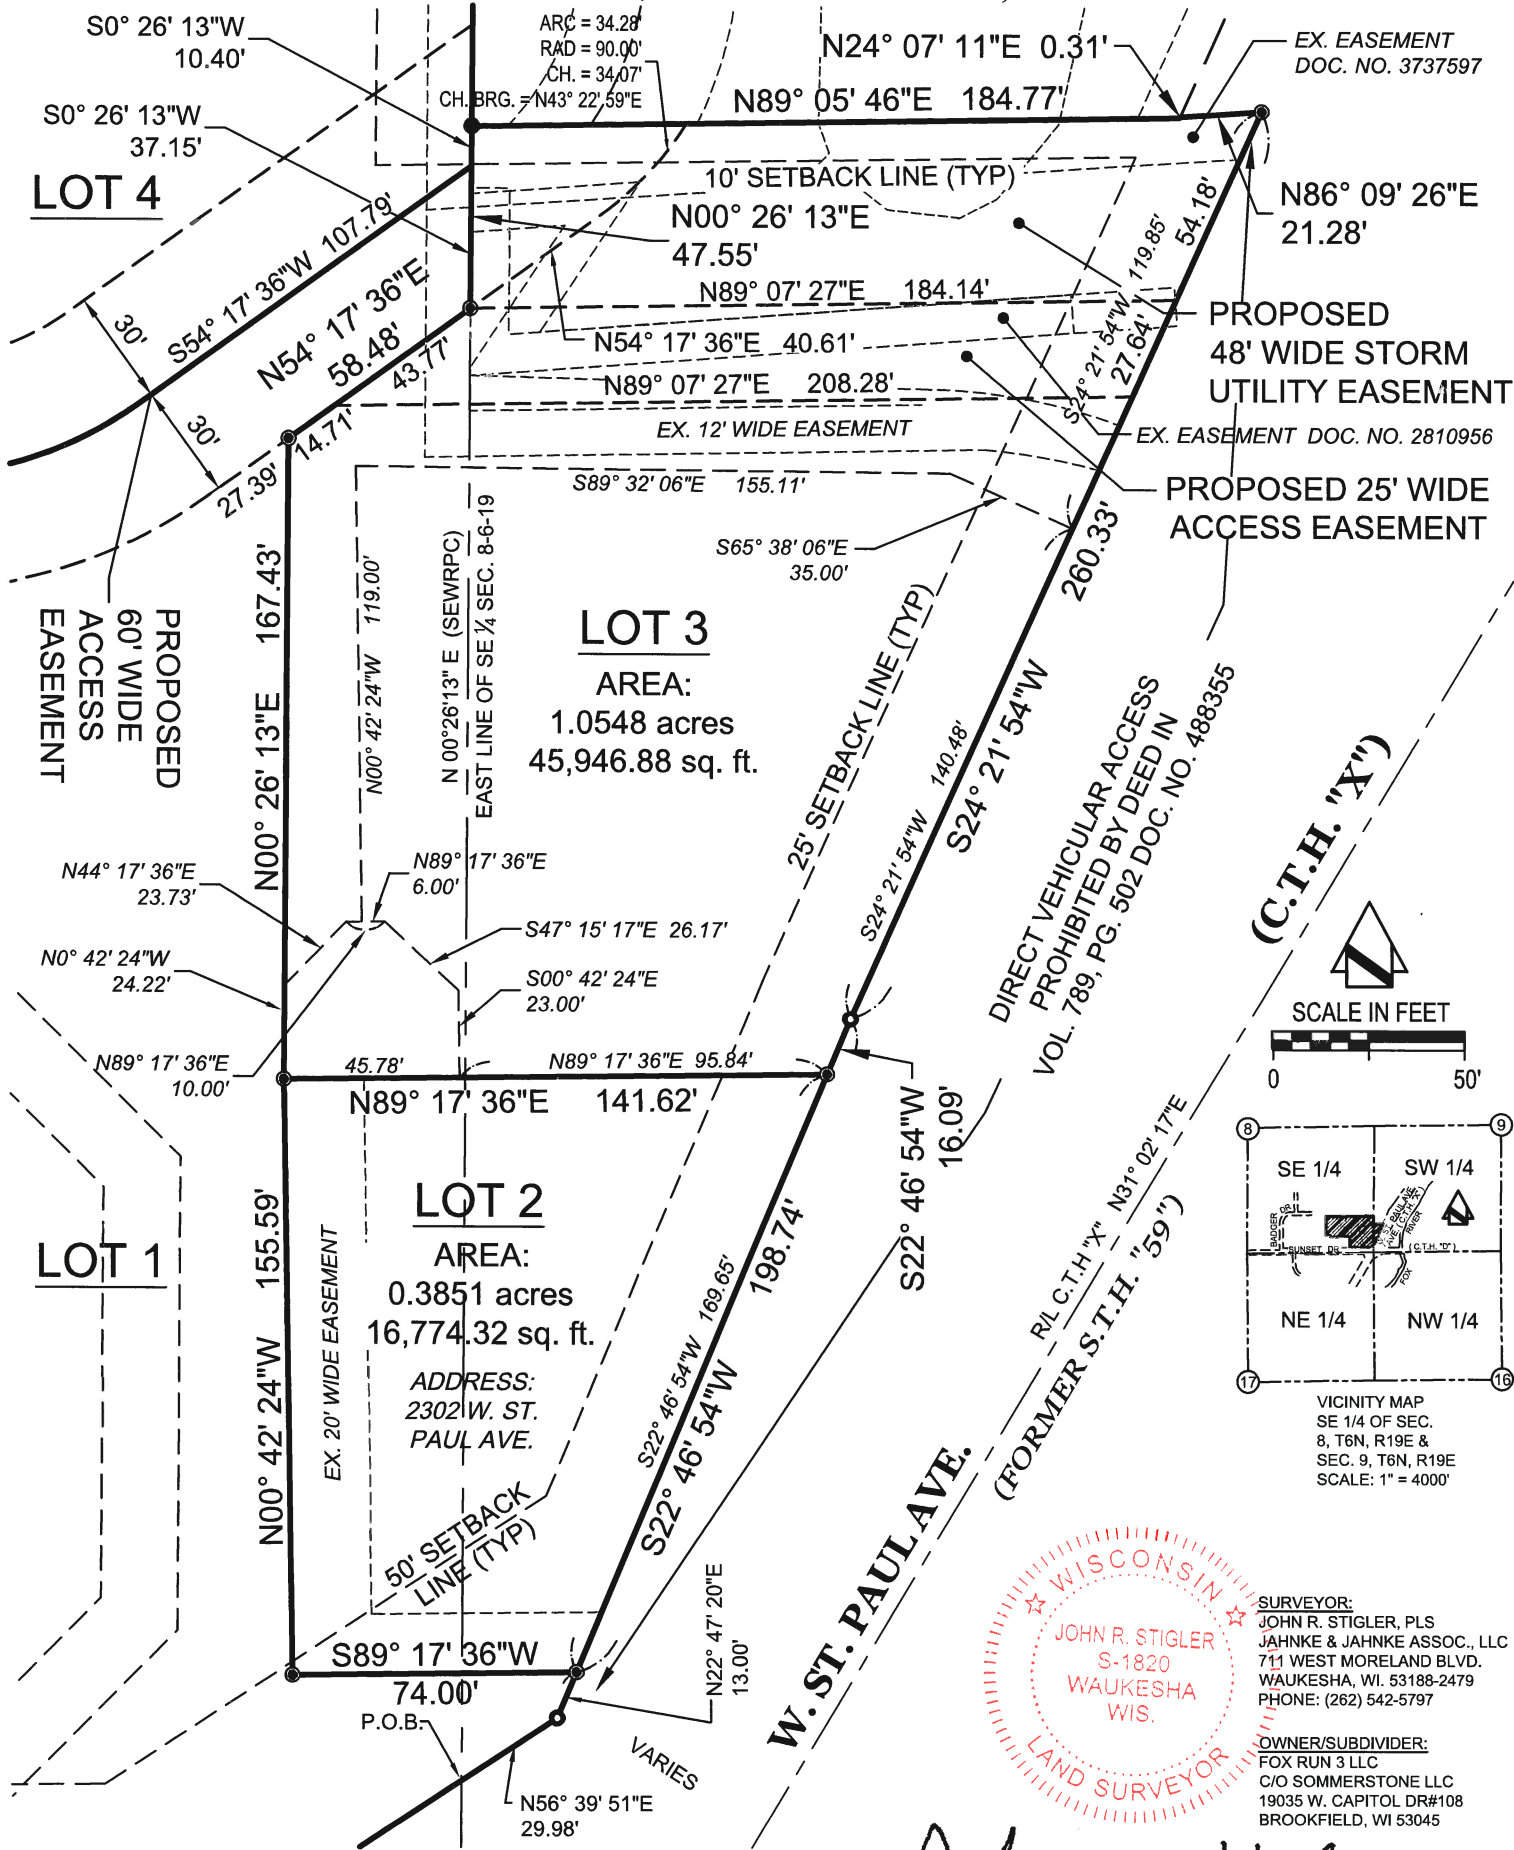 S0° 26' 13"W
10.40'
ARC = 34.28'
RAD = 90.00'
CH. = 34.07'
CH. BRG. = N43° 22' 59"E
N24° 07' 11"E 0.31'
EX. EASEMENT
DOC. NO. 3737597
S0° 26' 13"W
37.15'
N89° 05' 46"E 184.77'
LOT 4
10' SETBACK LINE (TYP)
N86° 09' 26"E
21.28'
N00° 26' 13"E
47.55'
S54° 17' 36"W 107.79'
N54° 17' 36"E
58.48'
43.77'
14.71'
27.39'
30'
30'
N89° 07' 27"E 184.14'
N54° 17' 36"E 40.61'
N89° 07' 27"E 208.28'
54.18'
S24° 21' 54"W 119.85'
27.64'
PROPOSED
48' WIDE STORM
UTILITY EASEMENT
EX. 12' WIDE EASEMENT
EX. EASEMENT DOC. NO. 2810956
S89° 32' 06"E 155.11'
PROPOSED 25' WIDE
ACCESS EASEMENT
S65° 38' 06"E
35.00'
260.33'
S24° 21' 54"W
PROPOSED
60' WIDE
ACCESS
EASEMENT
N00° 26' 13"E 167.43'
N00° 42' 24"W 119.00'
N 00°26'13" E (SEWRPC)
EAST LINE OF SE ¼ SEC. 8-6-19
LOT 3
AREA:
1.0548 acres
45,946.88 sq. ft.
25' SETBACK LINE (TYP)
S24° 21' 54"W 140.48'
DIRECT VEHICULAR ACCESS
PROHIBITED BY DEED IN
VOL. 789, PG. 502 DOC. NO. 488355
(C.T.H. "X")
N44° 17' 36"E
23.73'
N89° 17' 36"E
6.00'
S47° 15' 17"E 26.17'
N0° 42' 24"W
24.22'
S00° 42' 24"E
23.00'
N89° 17' 36"E
10.00'
45.78'
N89° 17' 36"E 95.84'
N89° 17' 36"E 141.62'
SCALE IN FEET
0 50'
S22° 46' 54"W
16.09'
LOT 1
LOT 2
AREA:
0.3851 acres
16,774.32 sq. ft.
ADDRESS:
2302 W. ST.
PAUL AVE.
N00° 42' 24"W 155.59'
EX. 20' WIDE EASEMENT
S22° 46' 54"W 169.65'
198.74'
S22° 46' 54"W
R/L C.T.H "X" N31° 02' 17"E
(FORMER S.T.H. "59")
W. ST. PAUL AVE.
50' SETBACK
LINE (TYP)
S89° 17' 36"W
74.00'
P.O.B.
N22° 47' 20"E
13.00'
VARIES
N56° 39' 51"E
29.98'
8
9
SE 1/4
SW 1/4
BADGER DR
SUNSET DR
W. ST. PAUL AVE
(C.T.H. "X")
RIVER
(C.T.H. "D")
FOX
NE 1/4
NW 1/4
17
16
VICINITY MAP
SE 1/4 OF SEC.
8, T6N, R19E &
SEC. 9, T6N, R19E
SCALE: 1" = 4000'
WISCONSIN
JOHN R. STIGLER
S-1820
WAUKESHA
WIS.
LAND SURVEYOR
SURVEYOR:
JOHN R. STIGLER, PLS
JAHNKE & JAHNKE ASSOC., LLC
711 WEST MORELAND BLVD.
WAUKESHA, WI. 53188-2479
PHONE: (262) 542-5797
OWNER/SUBDIVIDER:
FOX RUN 3 LLC
C/O SOMMERSTONE LLC
19035 W. CAPITOL DR#108
BROOKFIELD, WI 53045